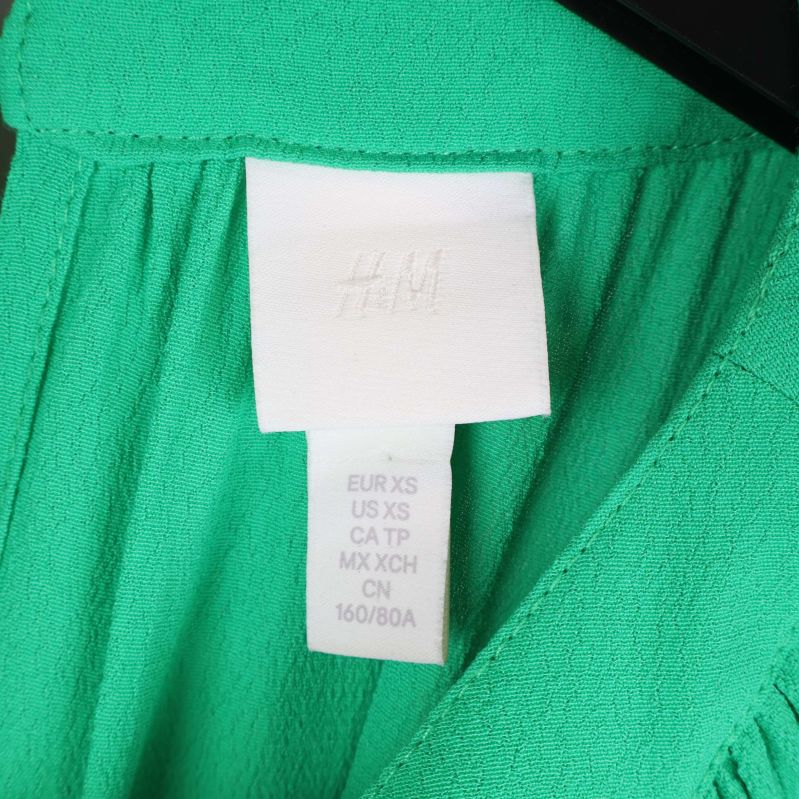 H&M
EUR XS
US XS
CA TP
MX XCH
CN
160/80A